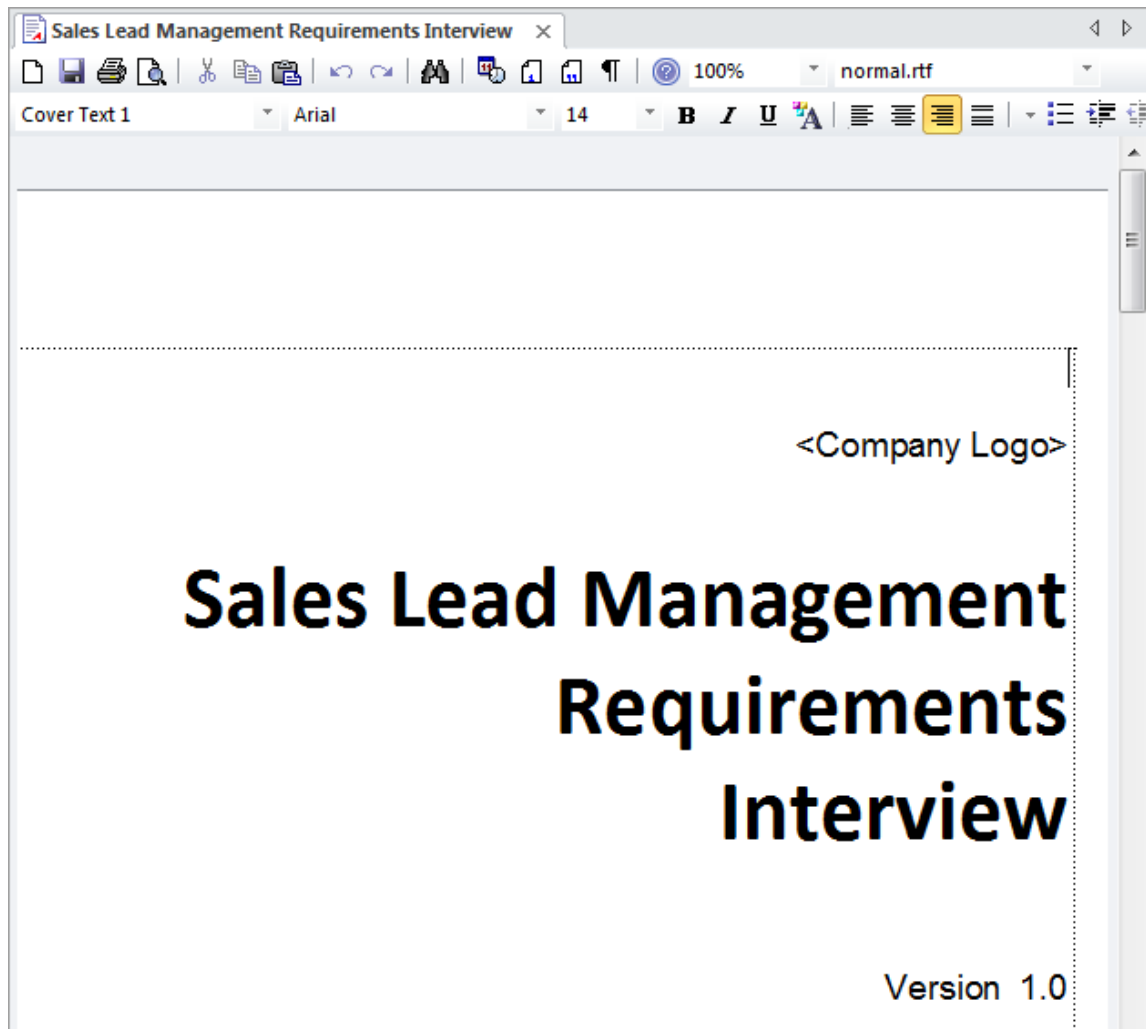 Sales Lead Management Requirements Interview
100% normal.rtf
Cover Text 1 Arial 14 B I U A
<Company Logo>
Sales Lead Management
Requirements
Interview
Version 1.0